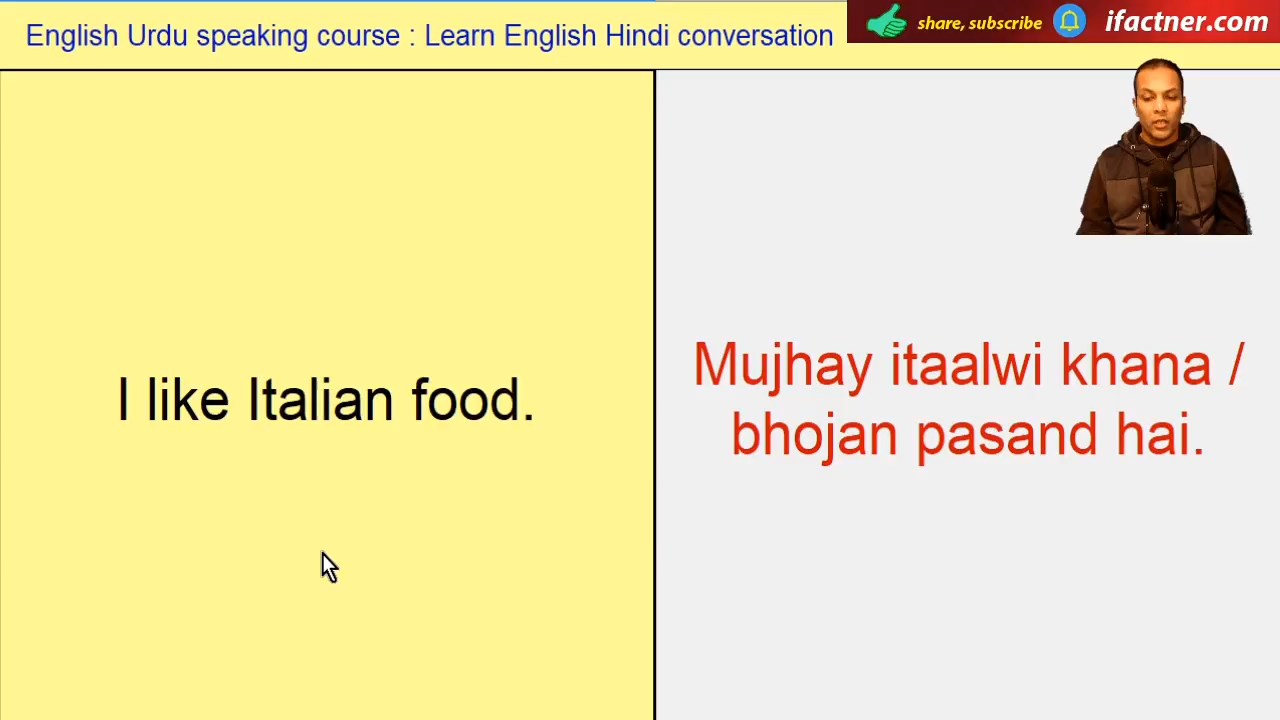 English Urdu speaking course : Learn English Hindi conversation
share, subscribe
ifactner.com
I like Italian food.
Mujhay itaalwi khana /
bhojan pasand hai.